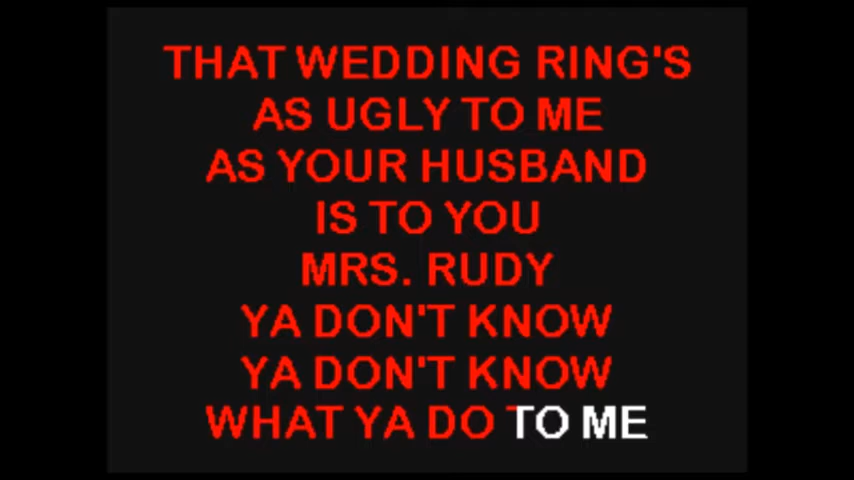 THAT WEDDING RING'S
AS UGLY TO ME
AS YOUR HUSBAND
IS TO YOU
MRS. RUDY
YA DON'T KNOW
YA DON'T KNOW
WHAT YA DO TO ME